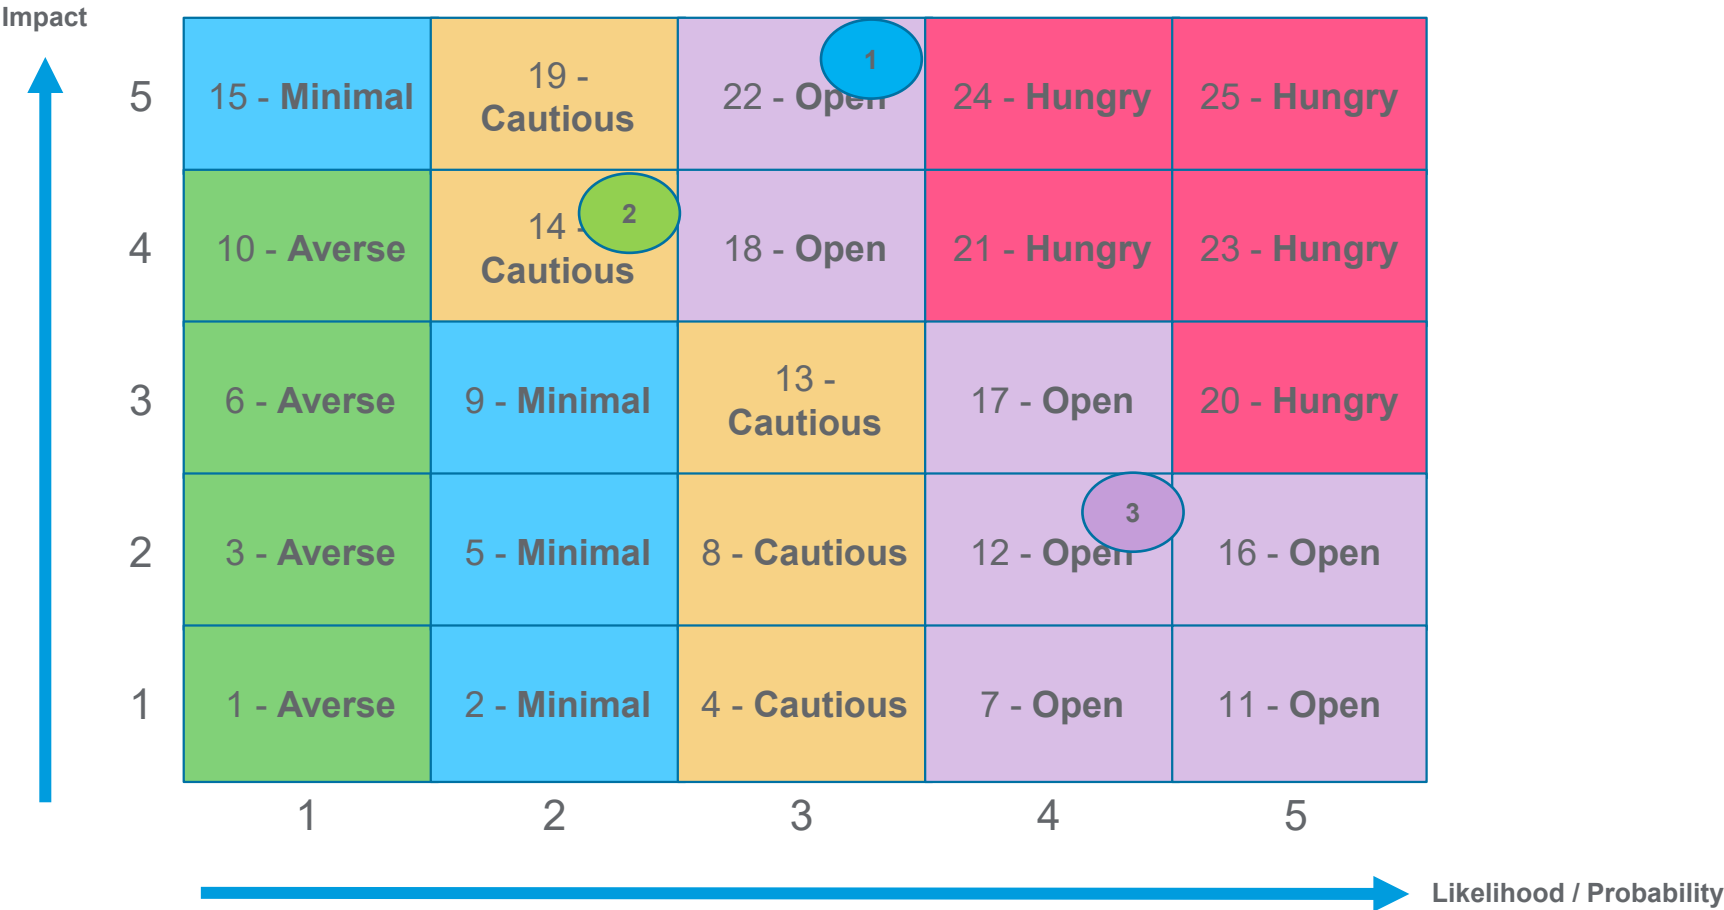 Impact
1
5
15 - Minimal
19 -
Cautious
22 - Open
24 - Hungry
25 - Hungry
2
4
10 - Averse
14 -
Cautious
18 - Open
21 - Hungry
23 - Hungry
3
6 - Averse
9 - Minimal
13 -
Cautious
17 - Open
20 - Hungry
3
2
3 - Averse
5 - Minimal
8 - Cautious
12 - Open
16 - Open
1
1 - Averse
2 - Minimal
4 - Cautious
7 - Open
11 - Open
1
2
3
4
5
Likelihood / Probability